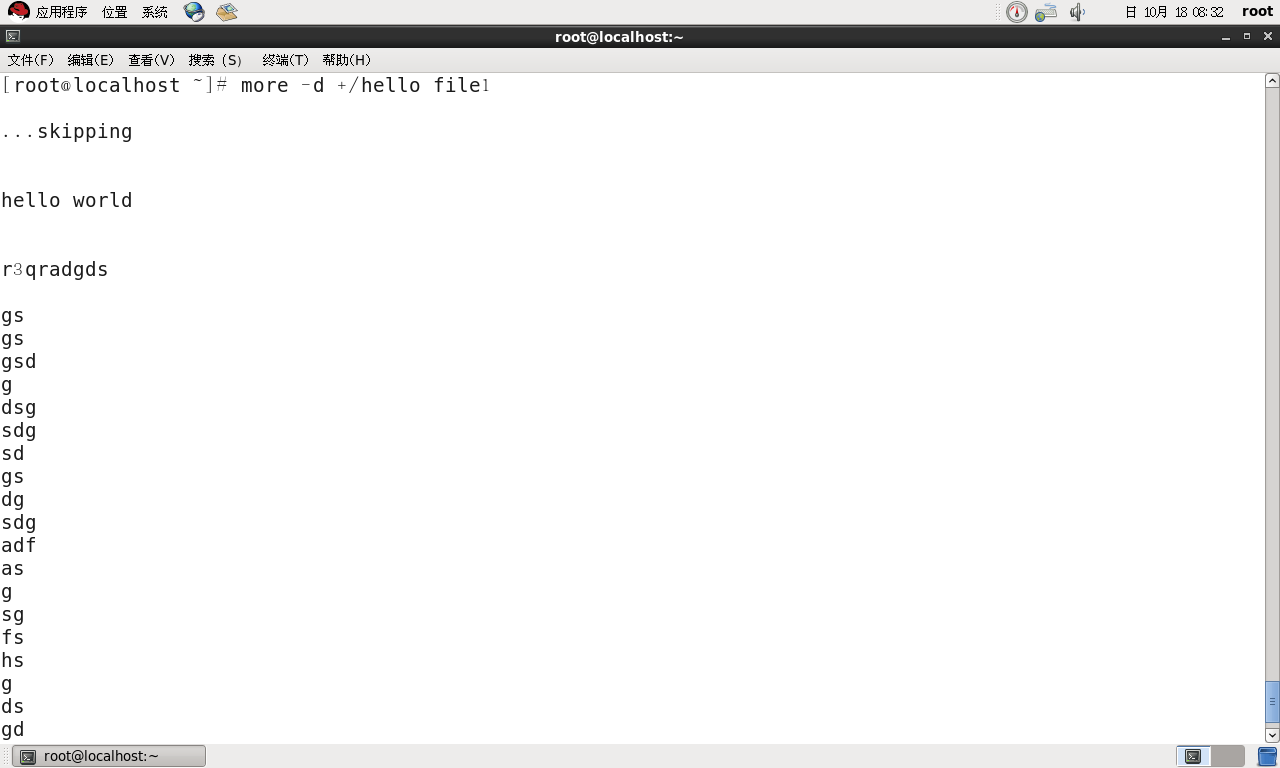 应用程序 位置 系统 日 10月 18 08:32 root
root@localhost:~
文件(F) 编辑(E) 查看(V) 搜索 (S) 终端(T) 帮助(H)
[root@localhost ~]# more -d +/hello file1
...skipping
hello world
r3qradgds
gs
gs
gsd
g
dsg
sdg
sd
gs
dg
sdg
adf
as
g
sg
fs
hs
g
ds
gd
root@localhost:~